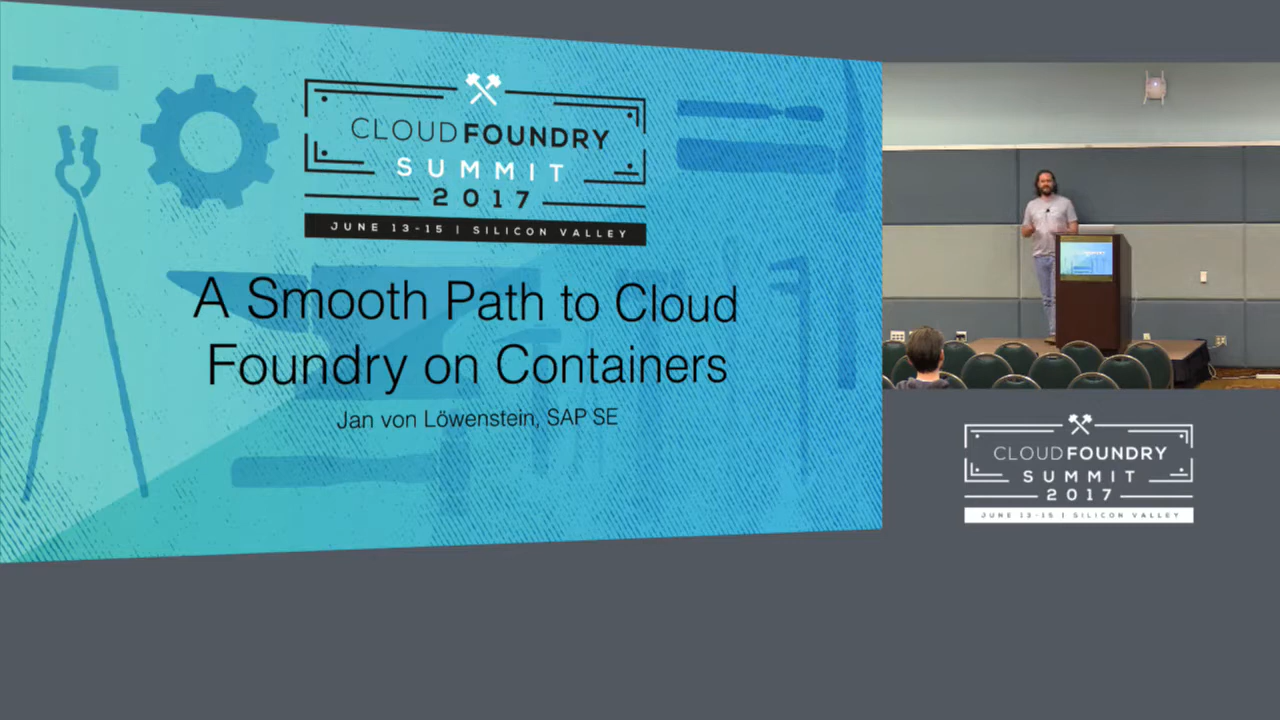 CLOUD FOUNDRY
SUMMIT
2017
JUNE 13-15 | SILICON VALLEY
A Smooth Path to Cloud
Foundry on Containers
Jan von Löwenstein, SAP SE
CLOUD FOUNDRY
SUMMIT
2017
JUNE 13-15 | SILICON VALLEY